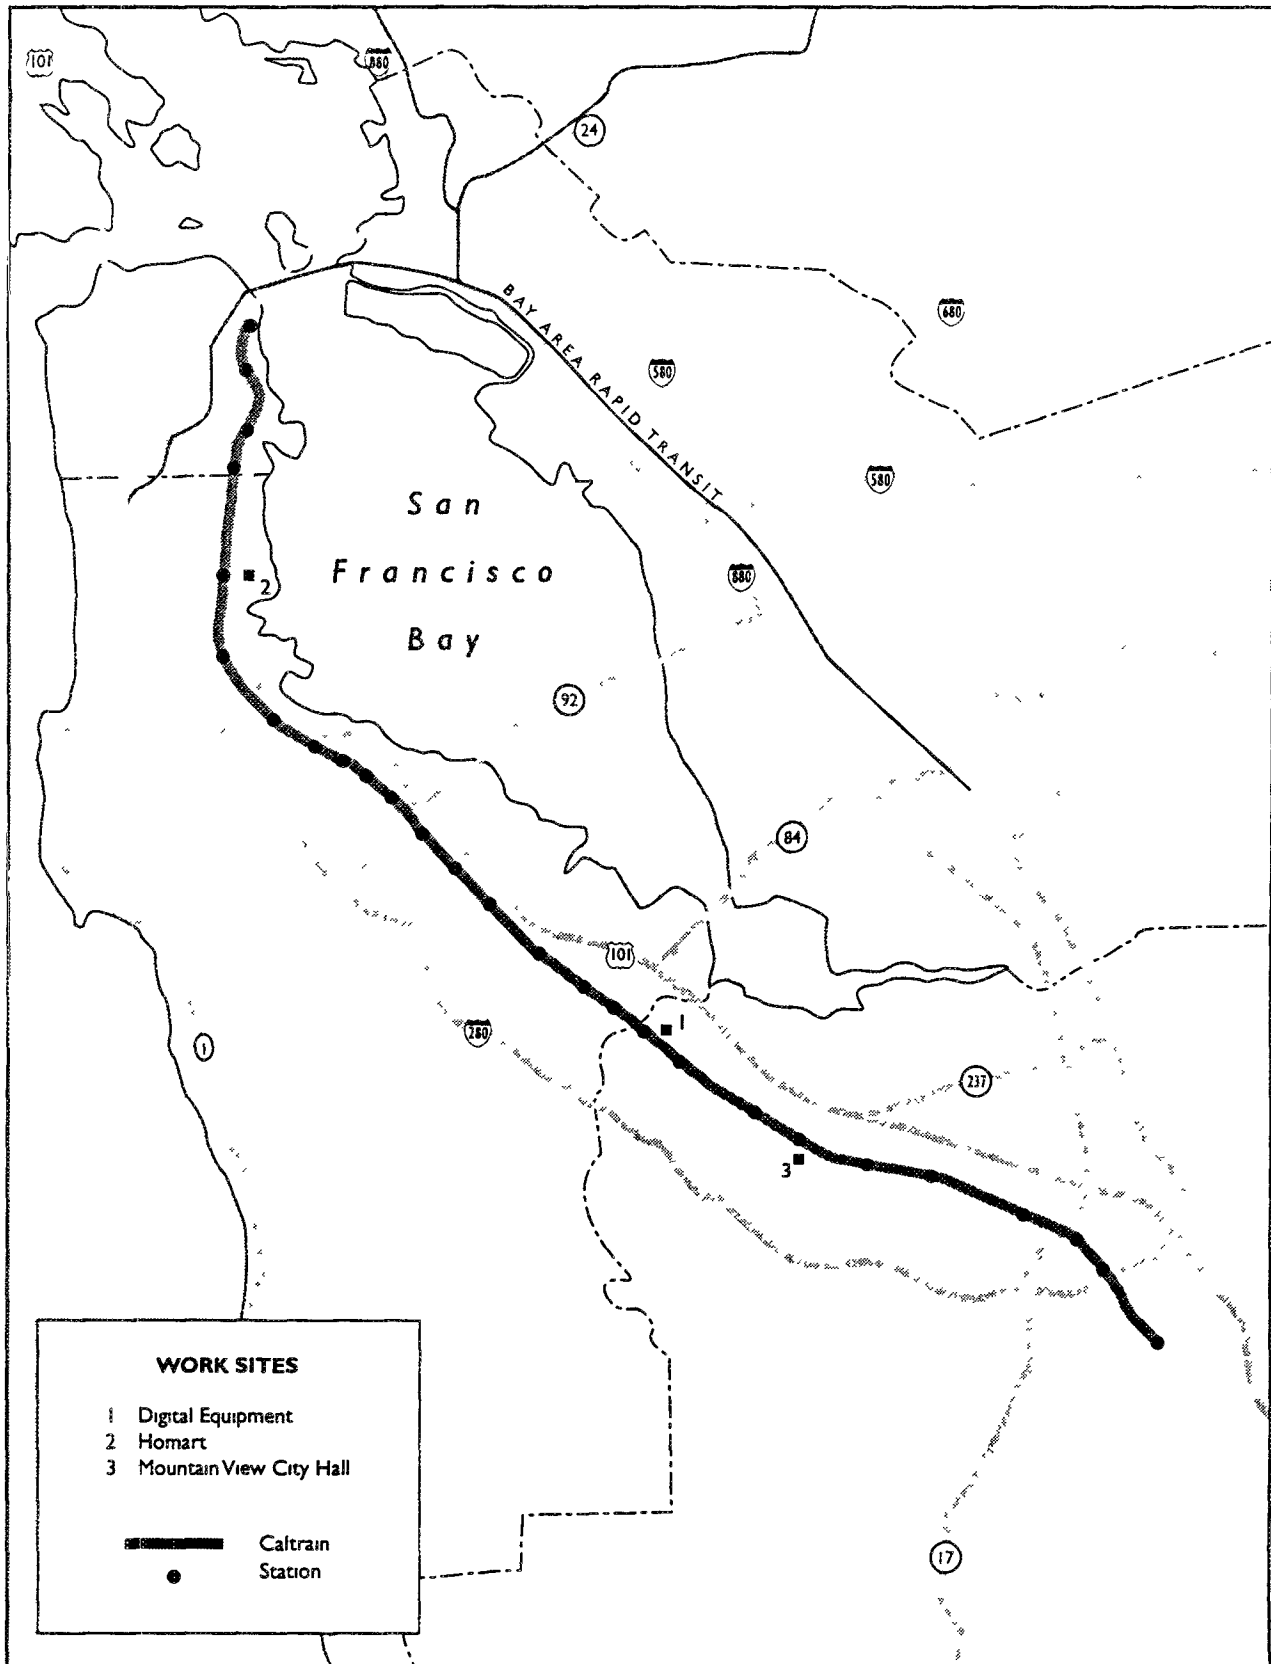 101
880
24
680
BAY AREA RAPID TRANSIT
580
580
San
Francisco
Bay
880
2
92
84
101
1
280
1
237
3
WORK SITES
1 Digital Equipment
2 Homart
3 Mountain View City Hall
Caltrain
Station
17